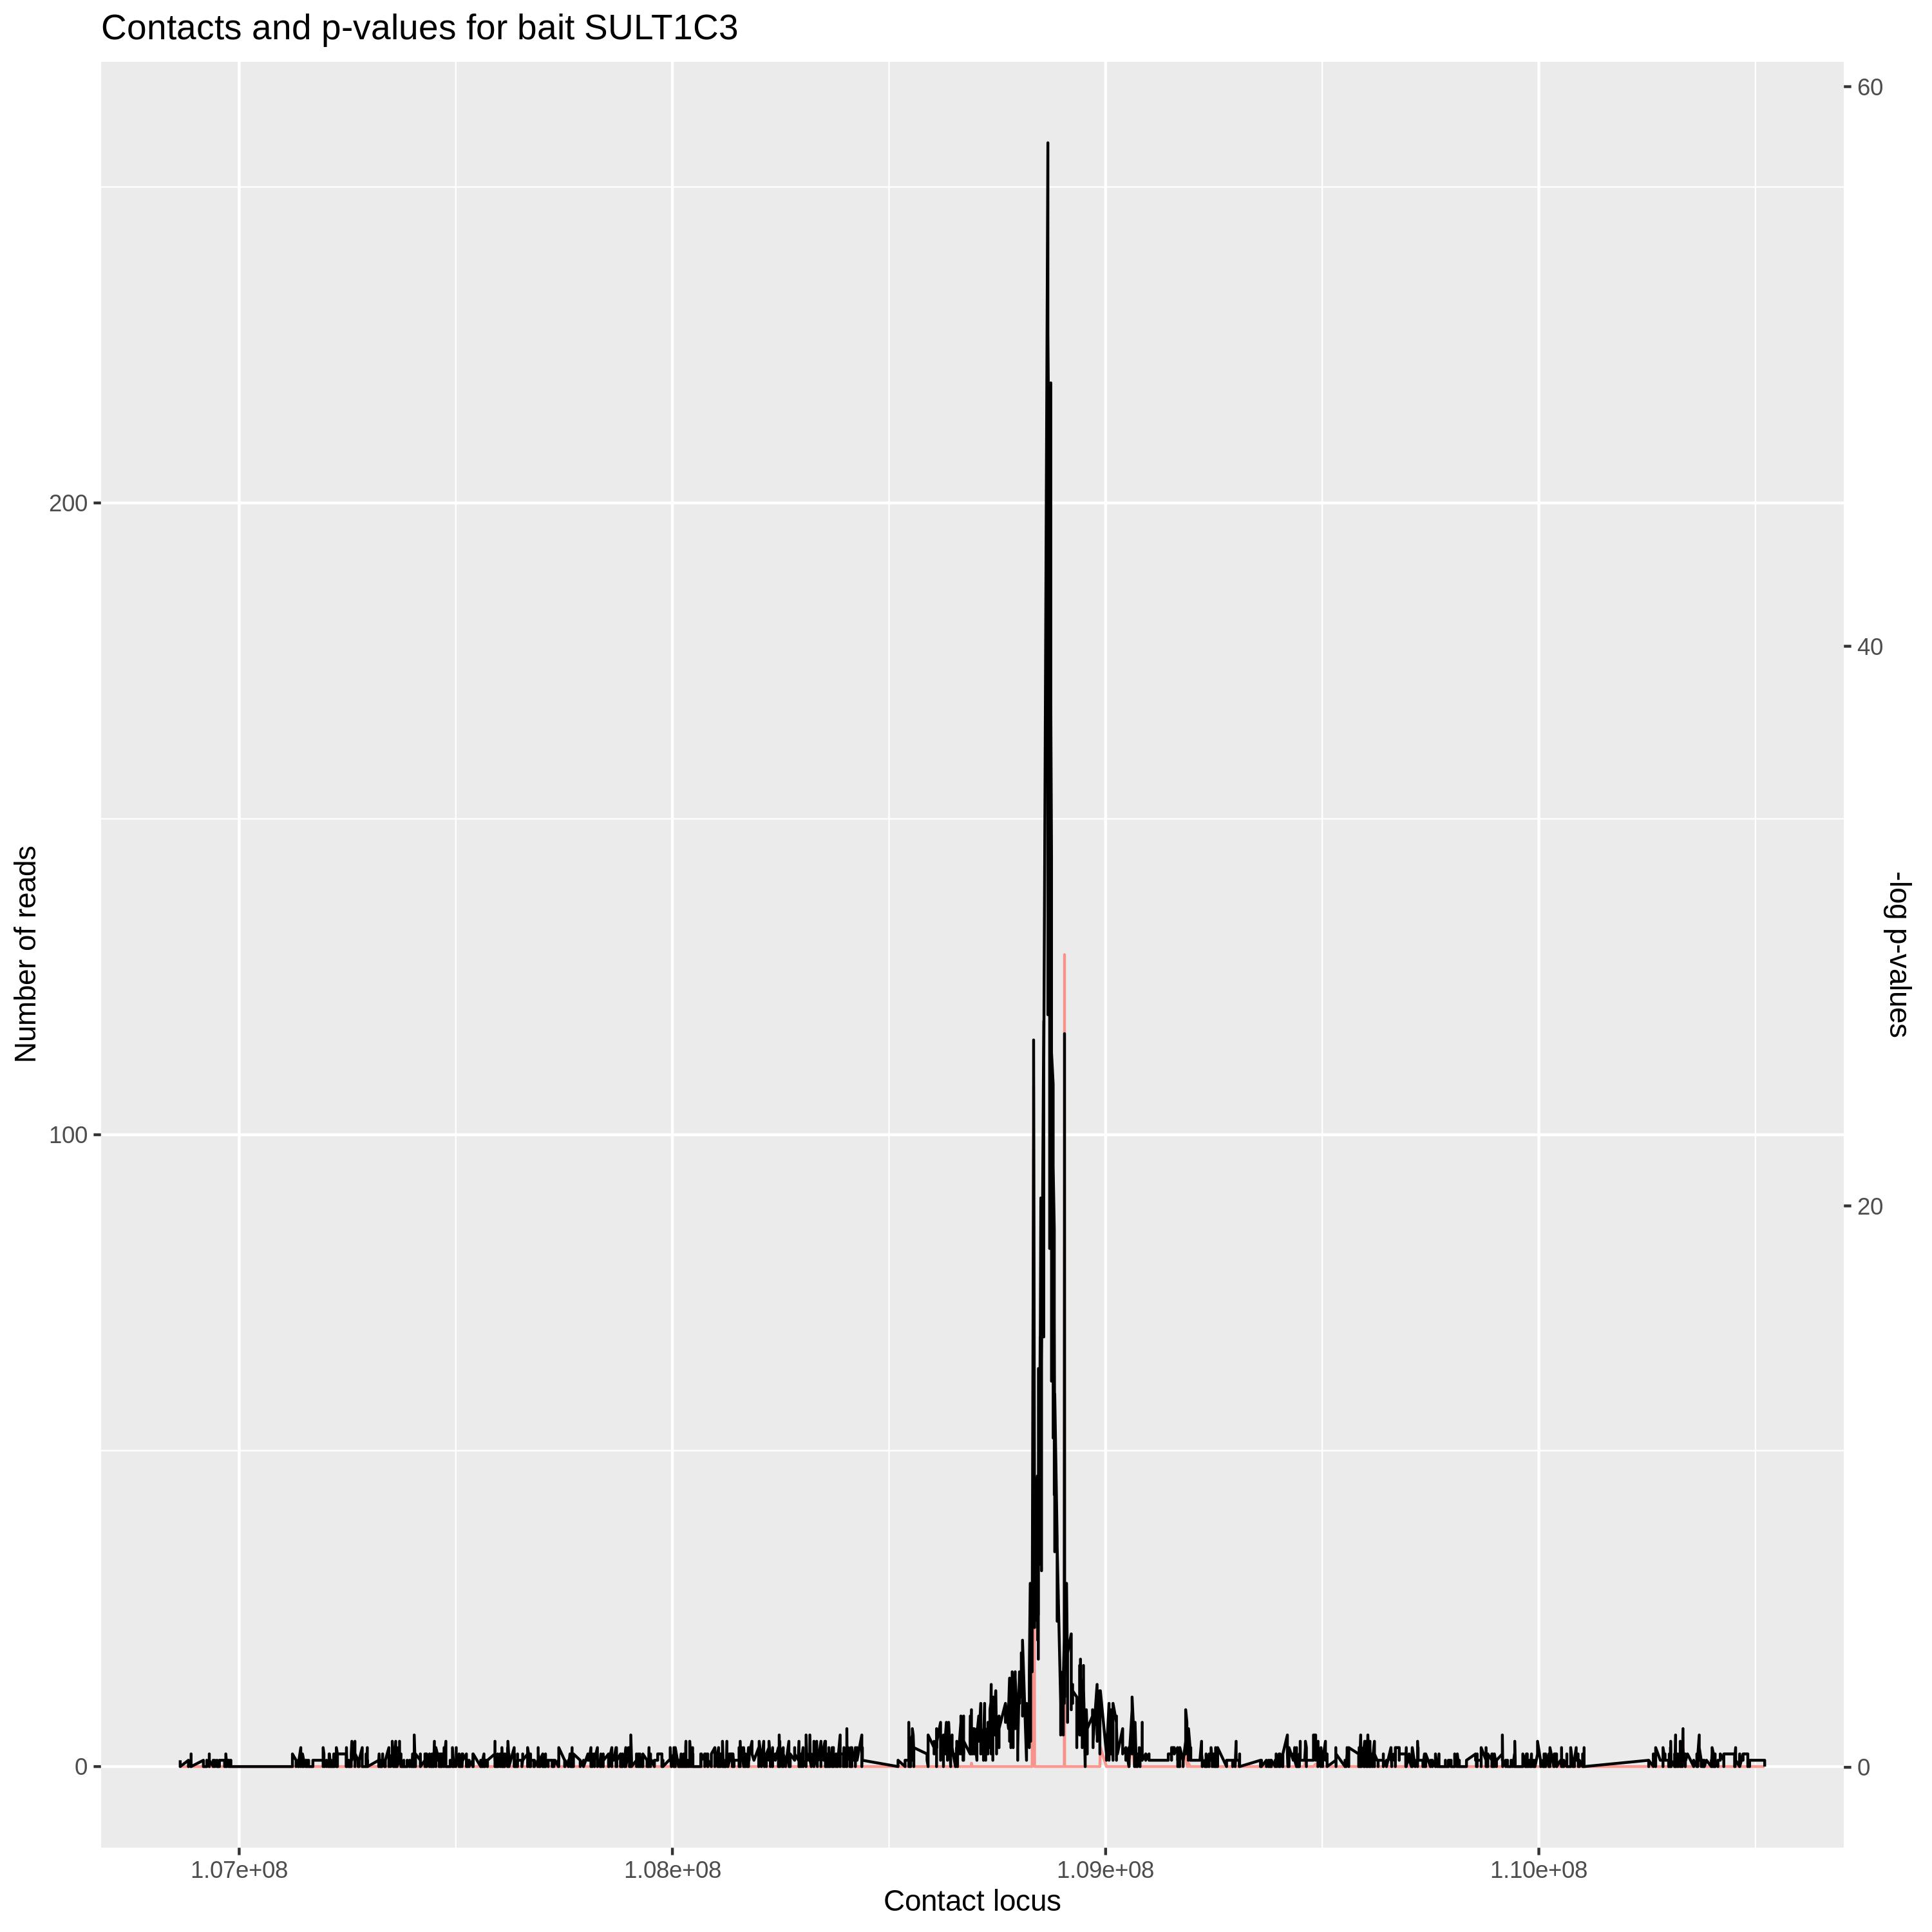 Contacts and p-values for bait SULT1C3
Number of reads
200
100
0
60
40
20
0
-log p-values
1.07e+08
1.08e+08
1.09e+08
1.10e+08
Contact locus